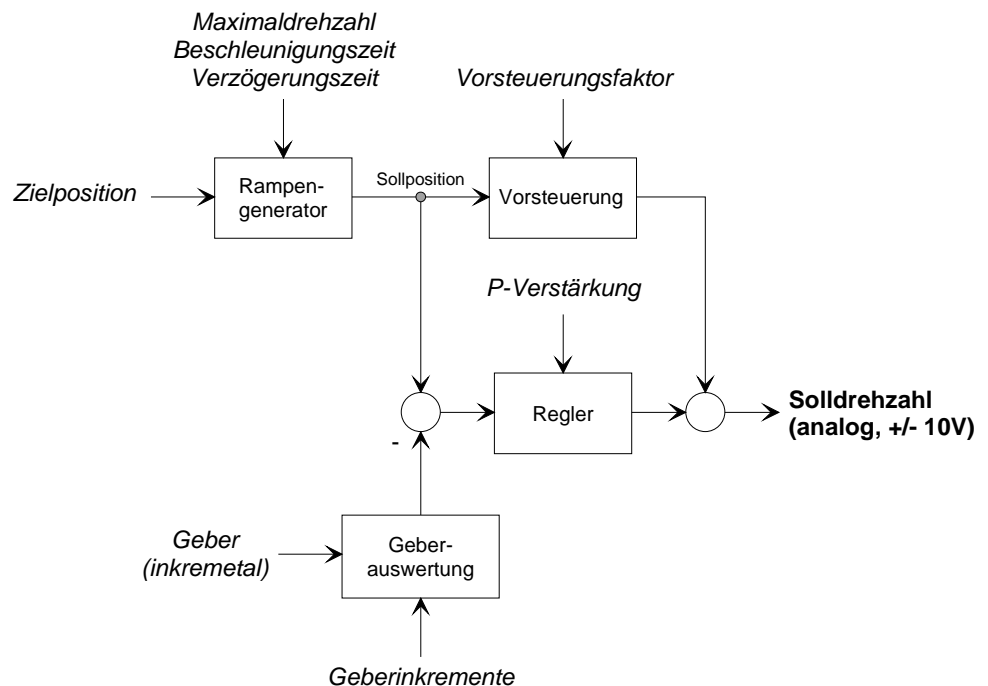 Maximaldrehzahl
Beschleunigungszeit
Verzögerungszeit
Vorsteuerungsfaktor
Zielposition
Rampen-
generator
Sollposition
Vorsteuerung
P-Verstärkung
Regler
Solldrehzahl
(analog, +/- 10V)
-
Geber
(inkremetal)
Geber-
auswertung
Geberinkremente